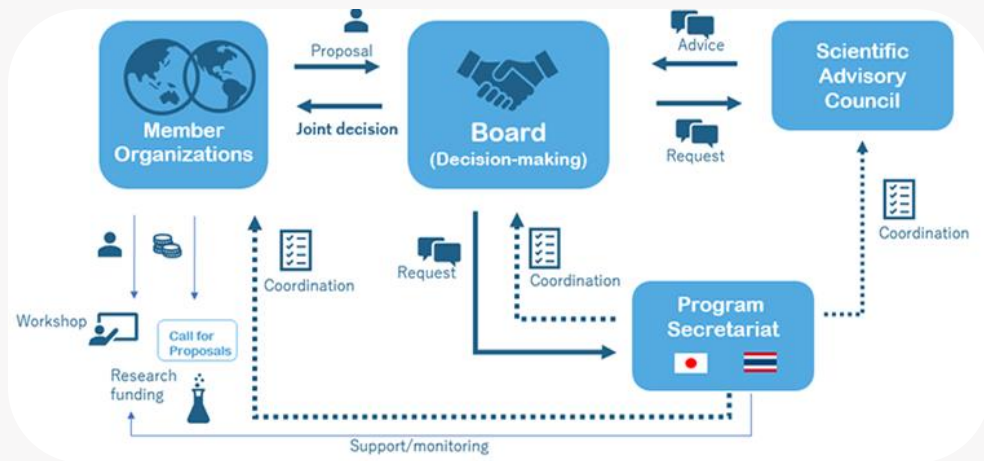 Proposal
Joint decision
Member
Organizations
Board
(Decision-making)
Advice
Request
Scientific
Advisory
Council
Coordination
Request
Coordination
Coordination
Program
Secretariat
Workshop
Call for
Proposals
Research
funding
Support/monitoring